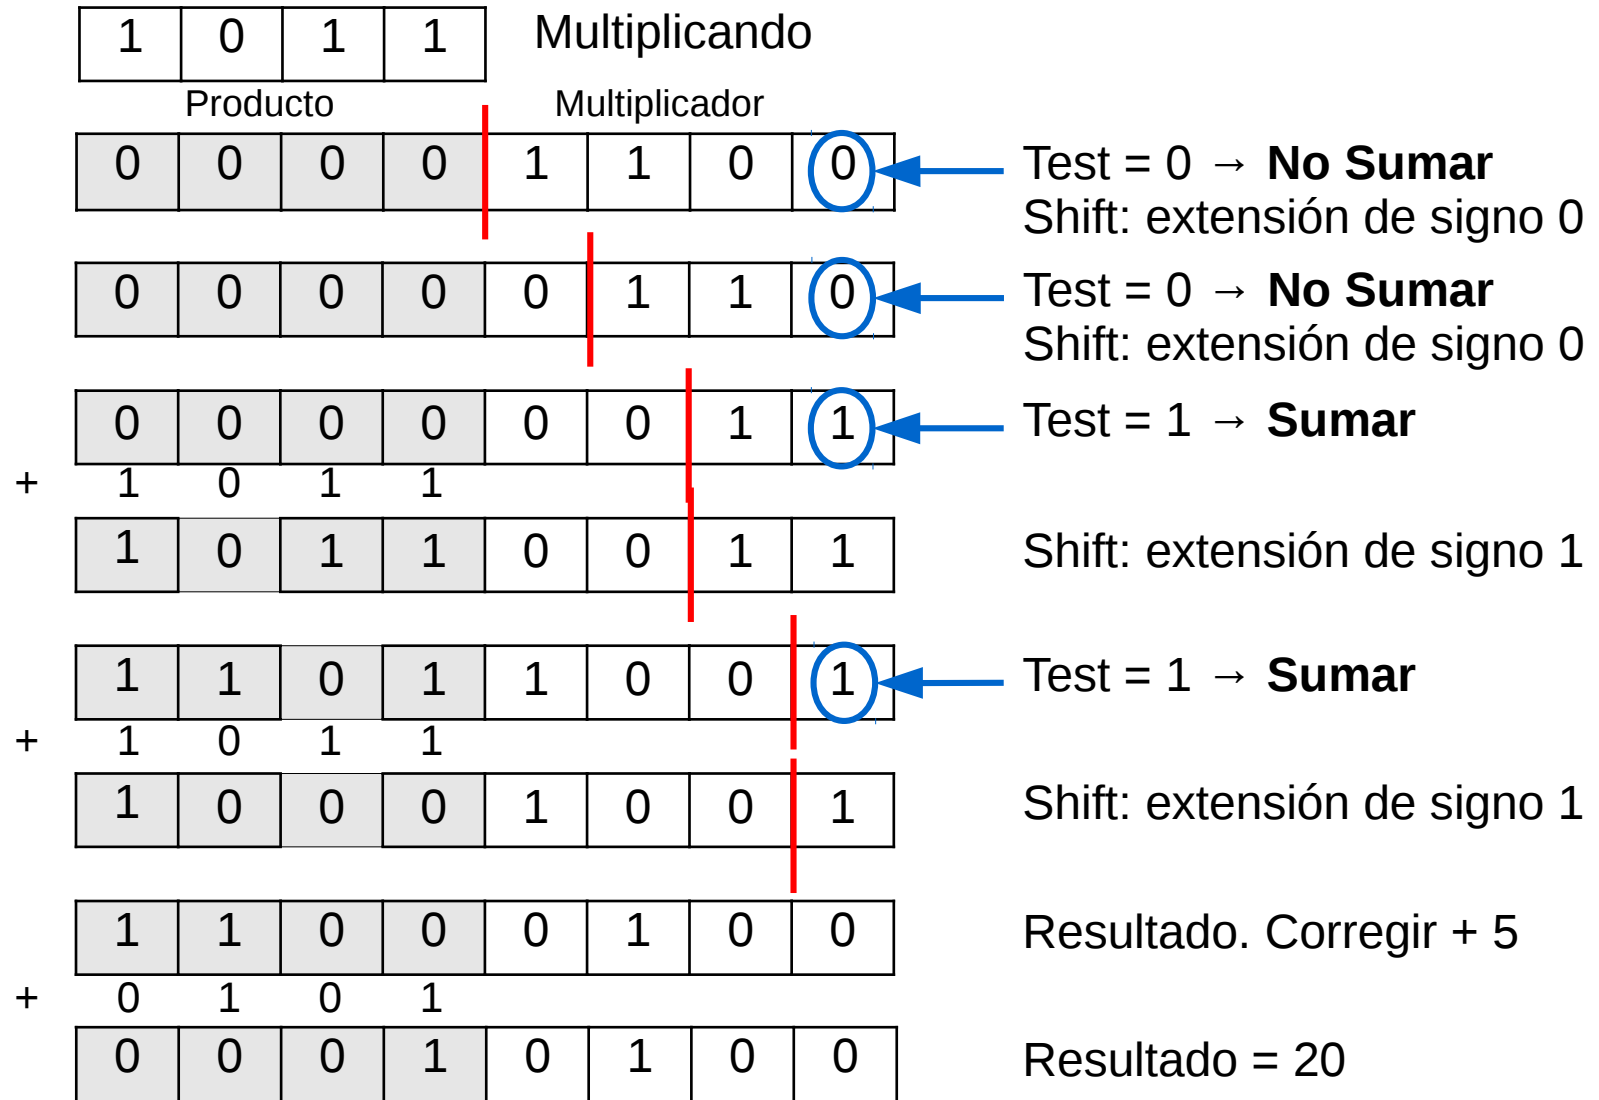 1 0 1 1 Multiplicando
Producto Multiplicador
0 0 0 0 1 1 0 0 Test = 0 → No Sumar
Shift: extensión de signo 0
0 0 0 0 0 1 1 0 Test = 0 → No Sumar
Shift: extensión de signo 0
0 0 0 0 0 0 1 1 Test = 1 → Sumar
+ 1 0 1 1
1 0 1 1 0 0 1 1 Shift: extensión de signo 1
1 1 0 1 1 0 0 1 Test = 1 → Sumar
+ 1 0 1 1
1 0 0 0 1 0 0 1 Shift: extensión de signo 1
1 1 0 0 0 1 0 0 Resultado. Corregir + 5
+ 0 1 0 1
0 0 0 1 0 1 0 0 Resultado = 20